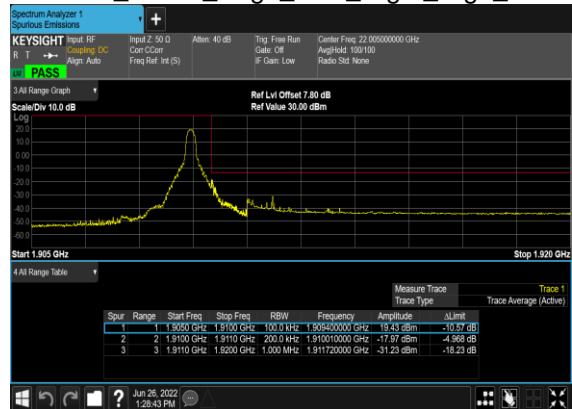 Spectrum Analyzer 1
Spurious Emissions
+
KEYSIGHT Input: RF Input Z: 50 Ω Atten: 40 dB Trig: Free Run Center Freq: 22.005000000 GHz
R T Coupling: DC Corr CCorr Gate: Off Avg|Hold: 100/100
Align: Auto Freq Ref: Int (S) IF Gain: Low Radio Std: None
PASS
3 All Range Graph
Ref Lvl Offset 7.80 dB
Scale/Div 10.0 dB Ref Value 30.00 dBm
Log
20.0
10.0
0.00
-10.0
-20.0
-30.0
-40.0
-50.0
-60.0
Start 1.905 GHz Stop 1.920 GHz
4 All Range Table
Measure Trace Trace 1
Trace Type Trace Average (Active)
Spur Range Start Freq Stop Freq RBW Frequency Amplitude ΔLimit
1 1 1.9050 GHz 1.9100 GHz 100.0 kHz 1.909400000 GHz 19.43 dBm -10.57 dB
2 2 1.9100 GHz 1.9110 GHz 200.0 kHz 1.910010000 GHz -17.97 dBm -4.968 dB
3 3 1.9110 GHz 1.9200 GHz 1.000 MHz 1.911720000 GHz -31.23 dBm -18.23 dB
? Jun 26, 2022
1:28:43 PM